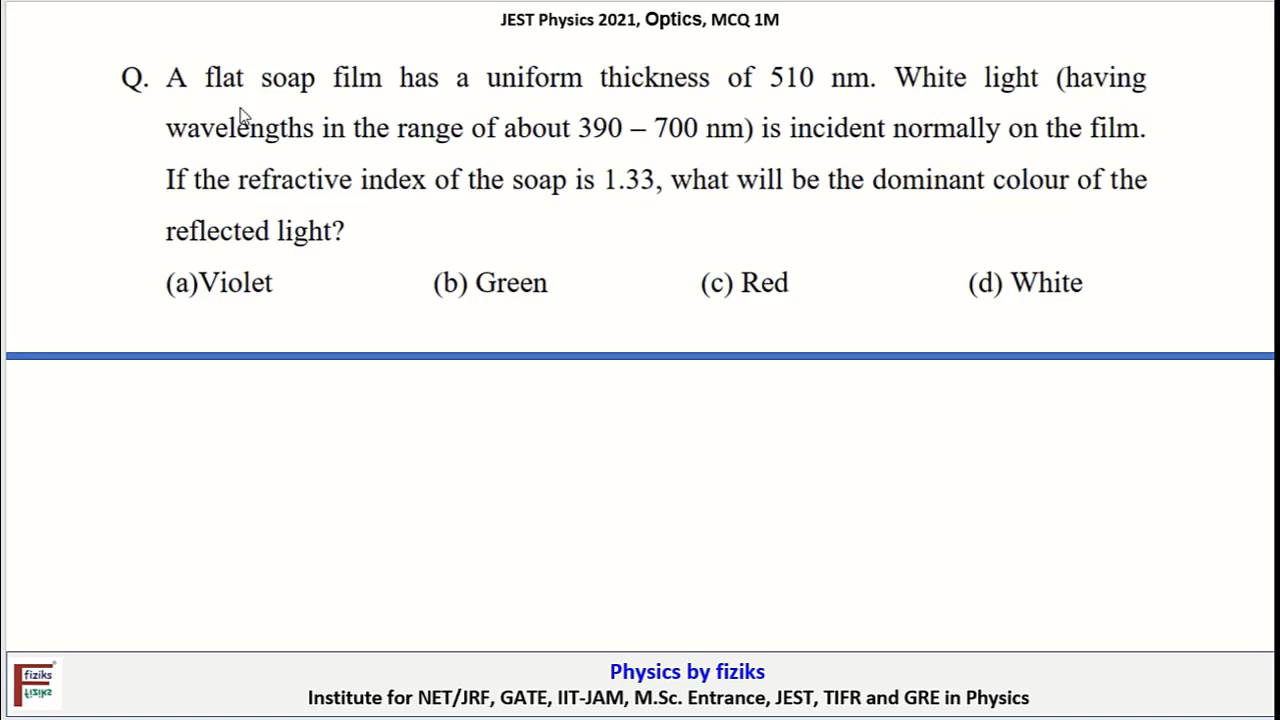 JEST Physics 2021, Optics, MCQ 1M
Q. A flat soap film has a uniform thickness of 510 nm. White light (having
wavelengths in the range of about 390 – 700 nm) is incident normally on the film.
If the refractive index of the soap is 1.33, what will be the dominant colour of the
reflected light?
(a)Violet (b) Green (c) Red (d) White
fiziks
fiziks
Physics by fiziks
Institute for NET/JRF, GATE, IIT-JAM, M.Sc. Entrance, JEST, TIFR and GRE in Physics